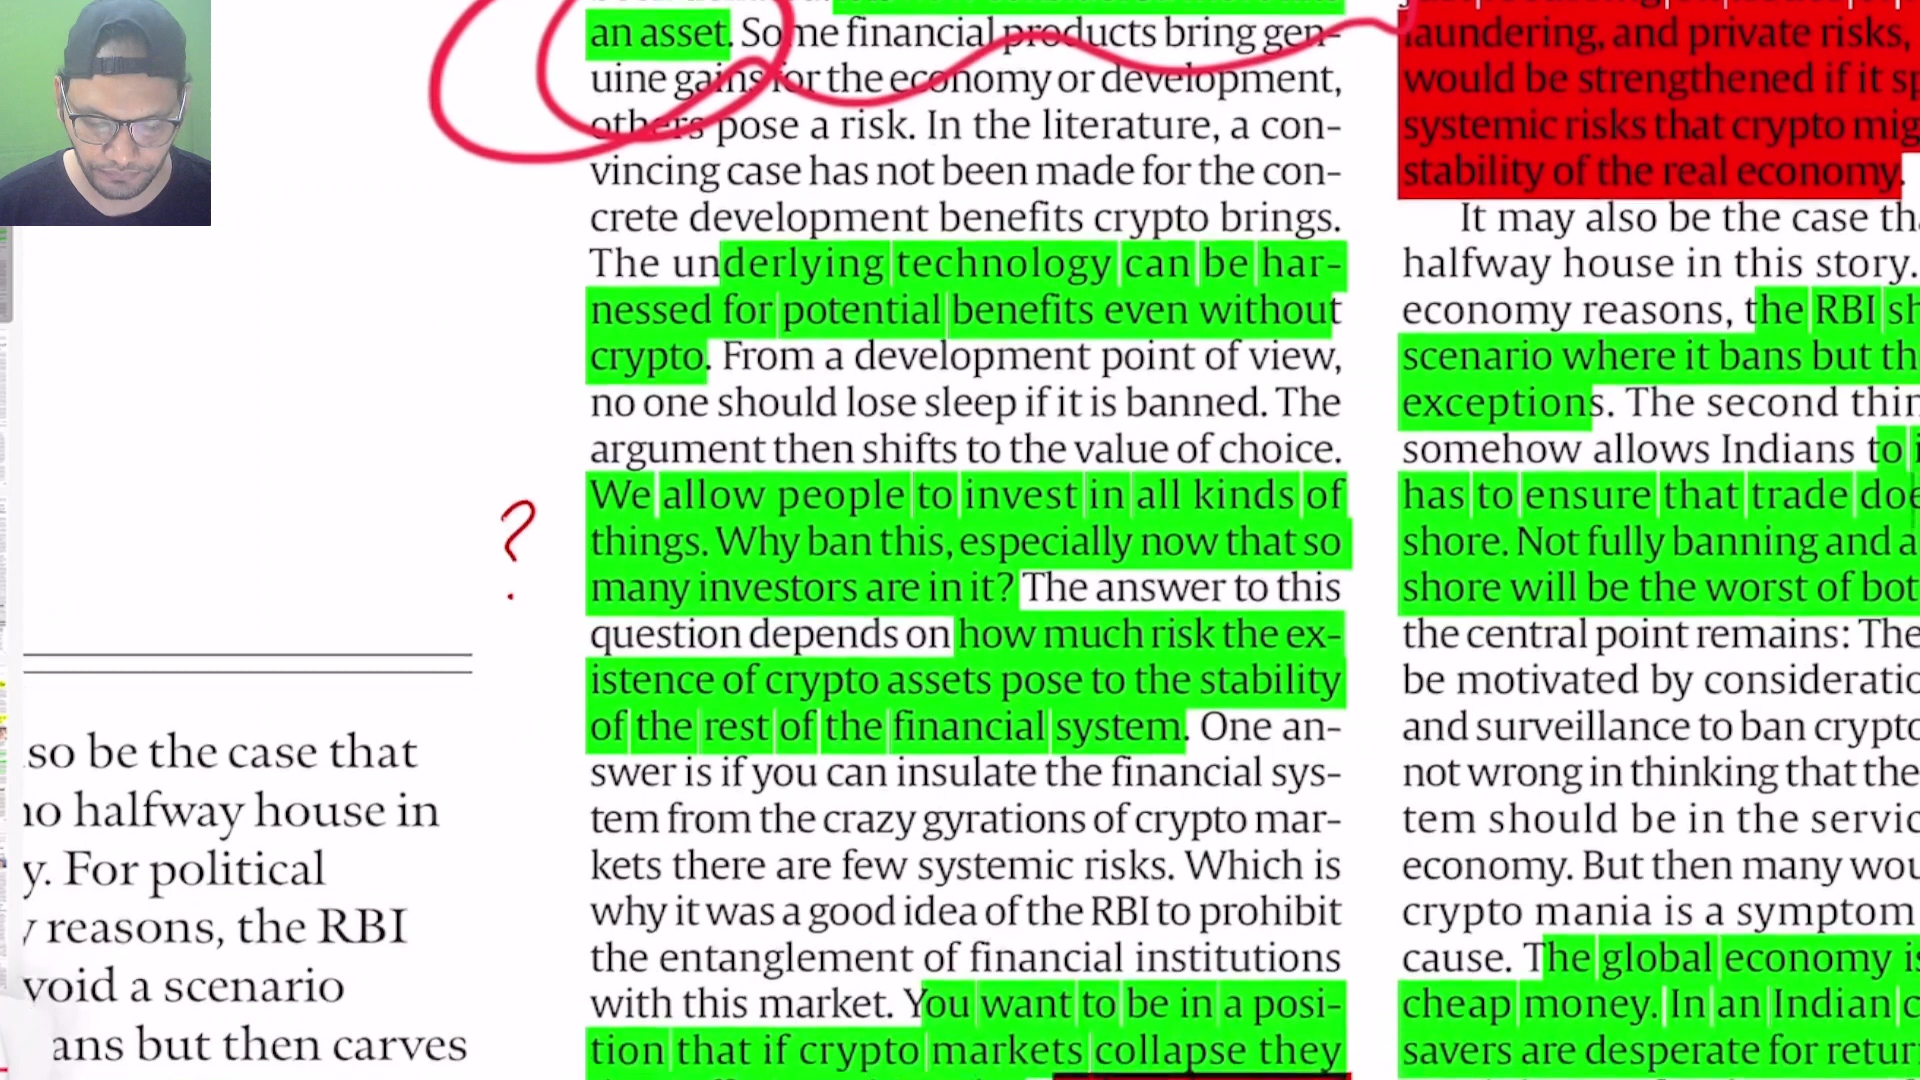 so be the case that
no halfway house in
y. For political
reasons, the RBI
void a scenario
ans but then carves
?
an asset. Some financial products bring gen-
uine gains for the economy or development,
others pose a risk. In the literature, a con-
vincing case has not been made for the con-
crete development benefits crypto brings.
The underlying technology can be har-
nessed for potential benefits even without
crypto. From a development point of view,
no one should lose sleep if it is banned. The
argument then shifts to the value of choice.
We allow people to invest in all kinds of
things. Why ban this, especially now that so
many investors are in it? The answer to this
question depends on how much risk the ex-
istence of crypto assets pose to the stability
of the rest of the financial system. One an-
swer is if you can insulate the financial sys-
tem from the crazy gyrations of crypto mar-
kets there are few systemic risks. Which is
why it was a good idea of the RBI to prohibit
the entanglement of financial institutions
with this market. You want to be in a posi-
tion that if crypto markets collapse they
laundering, and private risks,
would be strengthened if it sp
systemic risks that crypto mig
stability of the real economy.
It may also be the case tha
halfway house in this story.
economy reasons, the RBI sh
scenario where it bans but th
exceptions. The second thin
somehow allows Indians to i
has to ensure that trade doe
shore. Not fully banning and a
shore will be the worst of bot
the central point remains: The
be motivated by consideratio
and surveillance to ban crypto
not wrong in thinking that the
tem should be in the servic
economy. But then many wou
crypto mania is a symptom
cause. The global economy is
cheap money. In an Indian c
savers are desperate for retur